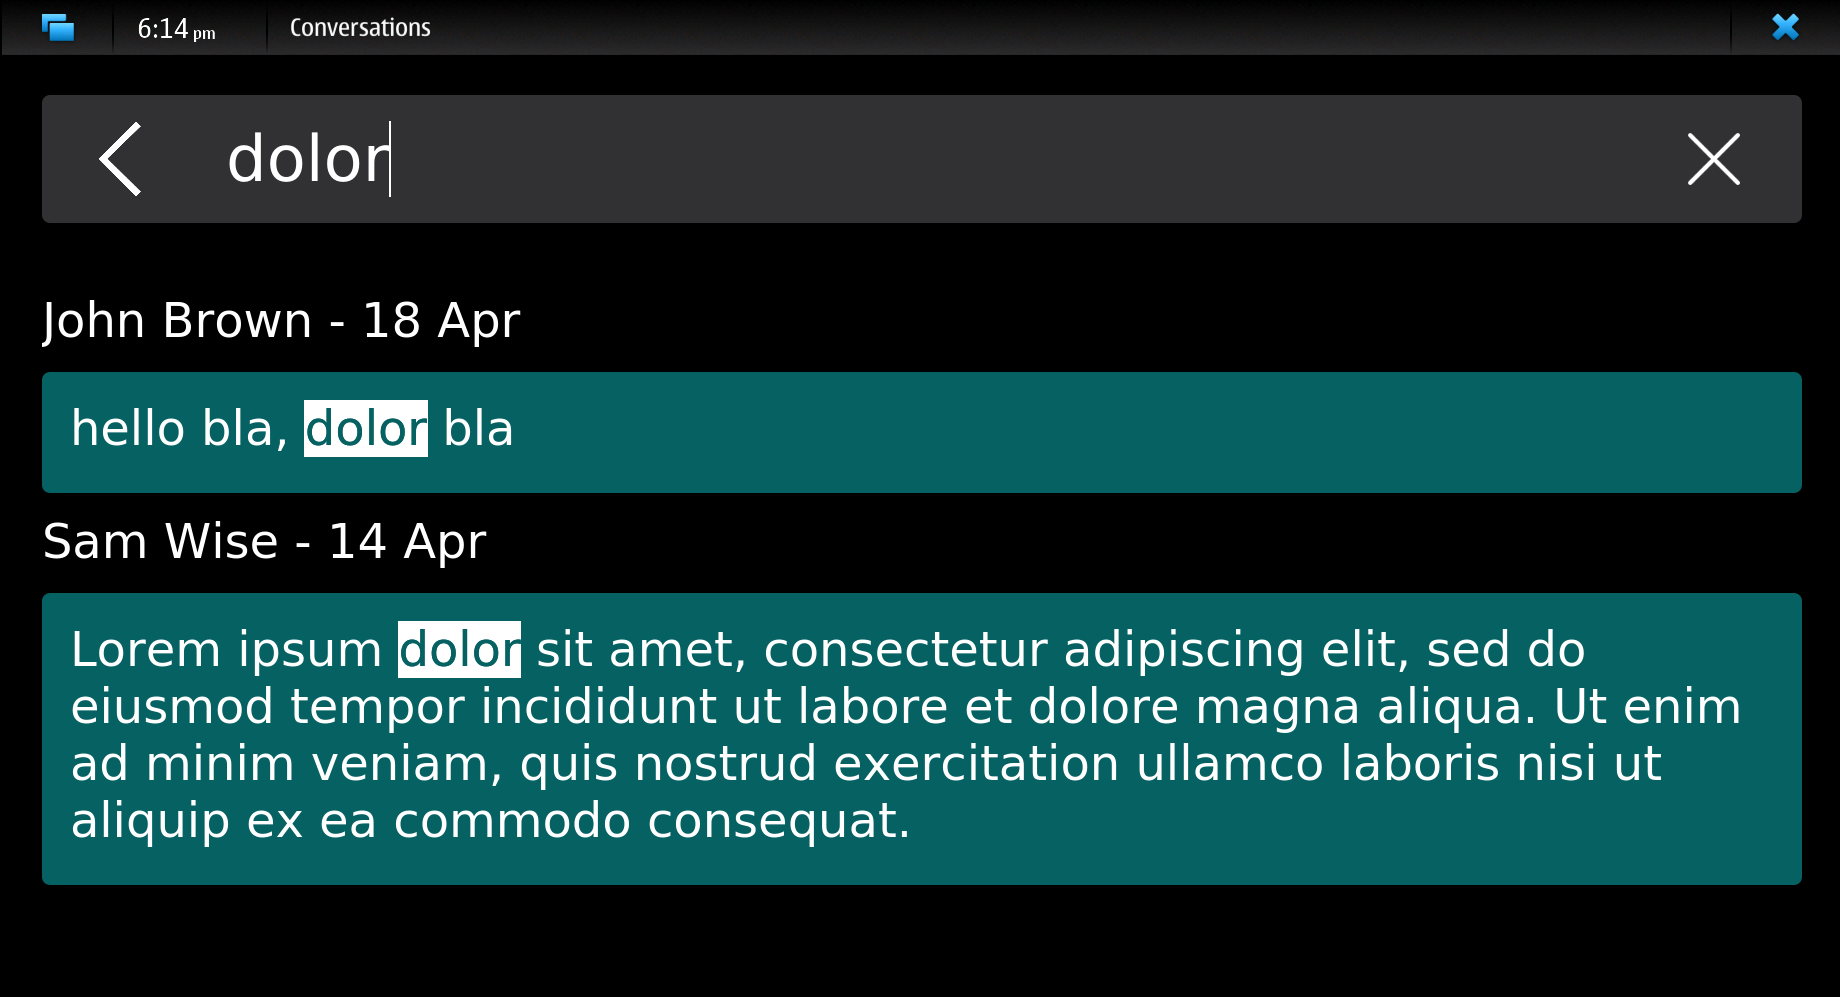 6:14 pm Conversations
dolor
John Brown - 18 Apr
hello bla, dolor bla
Sam Wise - 14 Apr
Lorem ipsum dolor sit amet, consectetur adipiscing elit, sed do
eiusmod tempor incididunt ut labore et dolore magna aliqua. Ut enim
ad minim veniam, quis nostrud exercitation ullamco laboris nisi ut
aliquip ex ea commodo consequat.